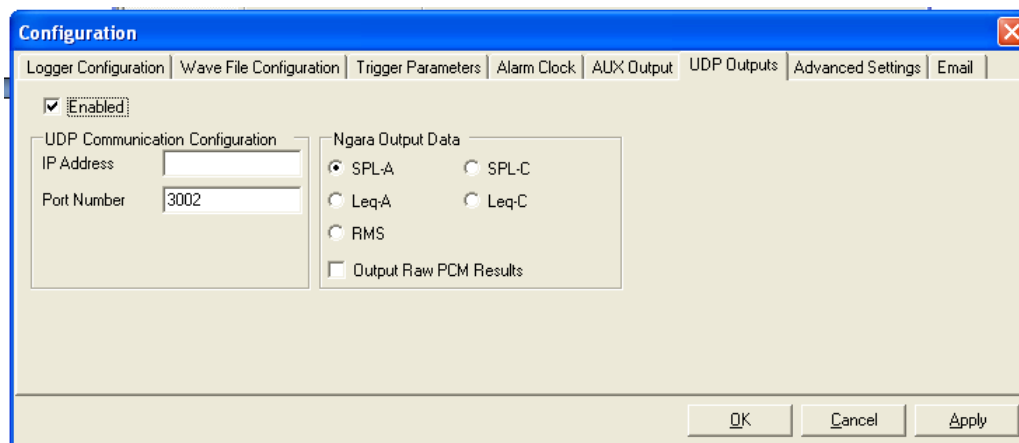 Configuration
Logger Configuration Wave File Configuration Trigger Parameters Alarm Clock AUX Output UDP Outputs Advanced Settings Email
Enabled
UDP Communication Configuration
IP Address
Port Number 3002
Ngara Output Data
SPL-A SPL-C
Leq-A Leq-C
RMS
Output Raw PCM Results
OK Cancel Apply